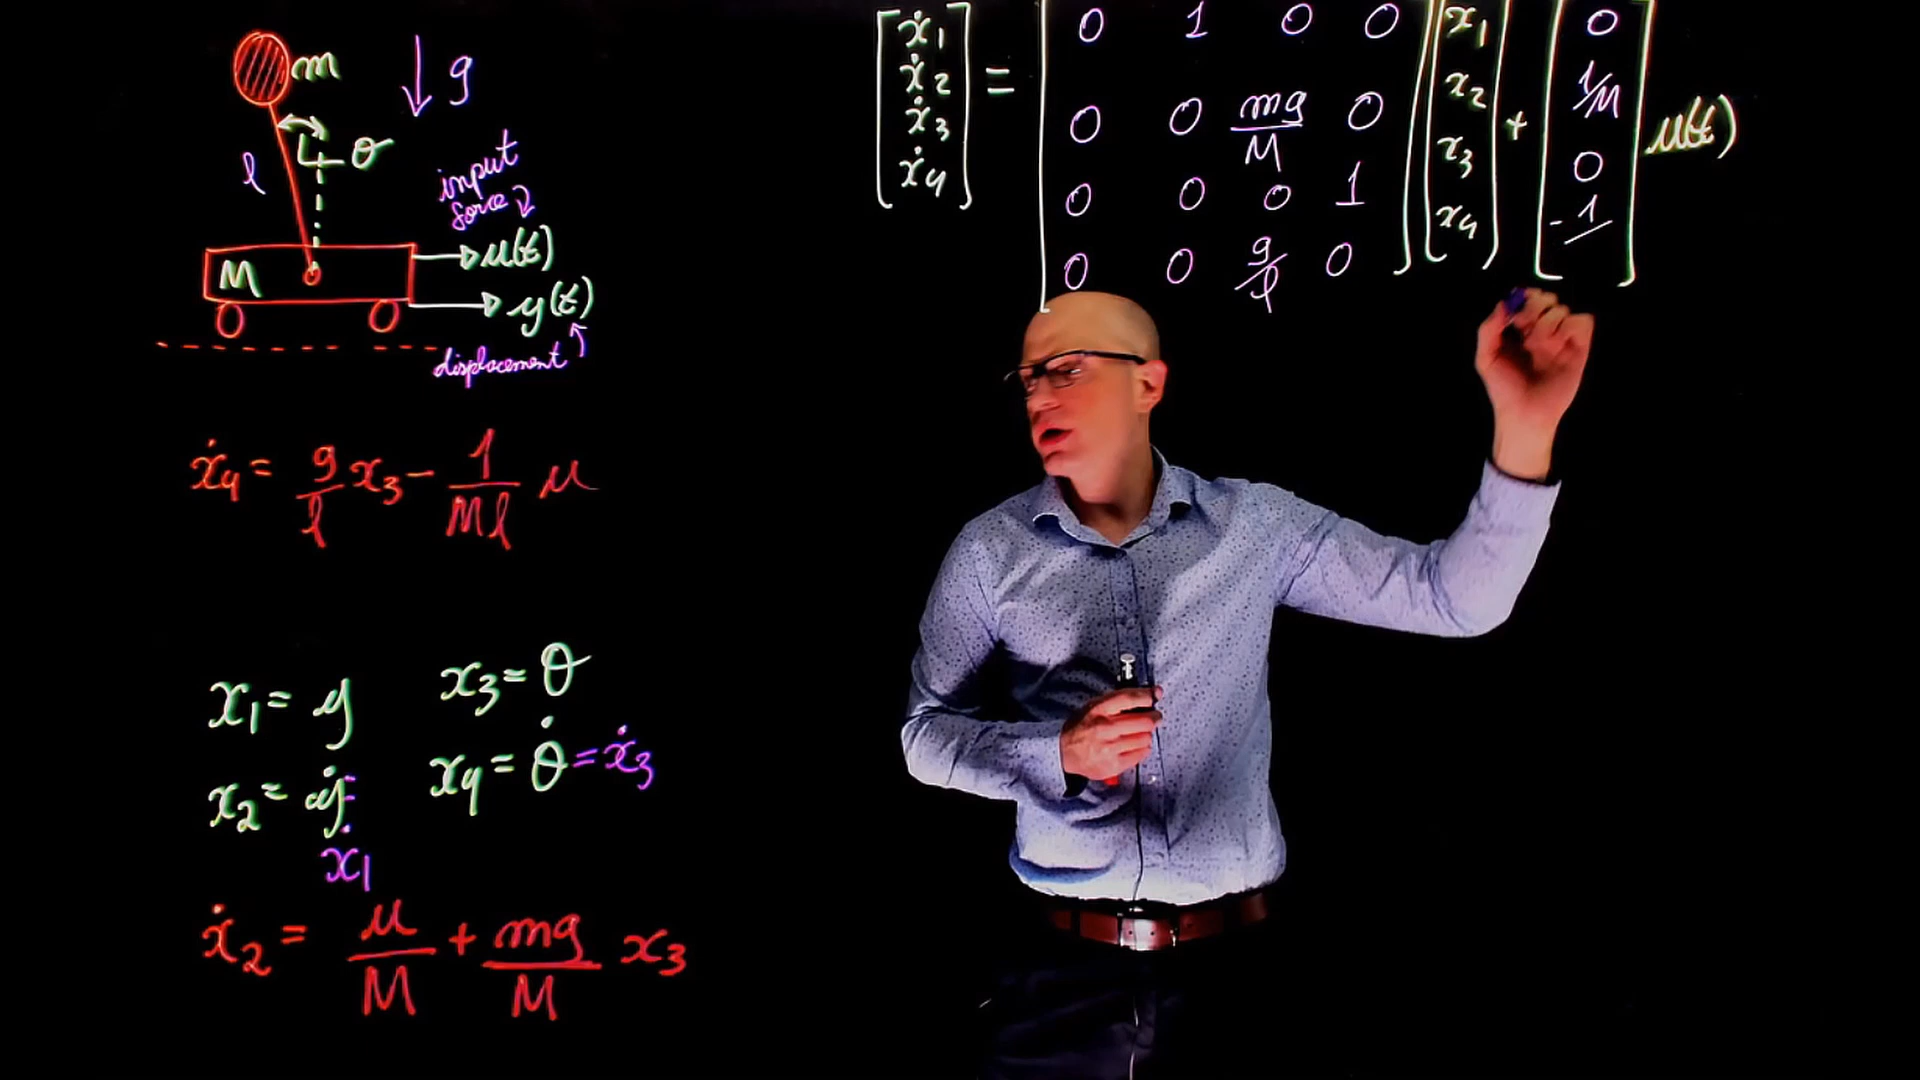 m
g
θ
l
input
force
M
u(t)
y(t)
displacement
ẋ4 = g/l x3 - 1/Ml u
x1 = y
x3 = θ
x2 = ẏ =
x4 = θ̇ = ẋ3
ẋ1
ẋ2 = u/M + mg/M x3
[ẋ1 ẋ2 ẋ3 ẋ4] =
0 1 0 0
0 0 mg/M 0
0 0 0 1
0 0 g/l 0
[x1 x2 x3 x4] + [0 1/M 0 -1/] u(t)